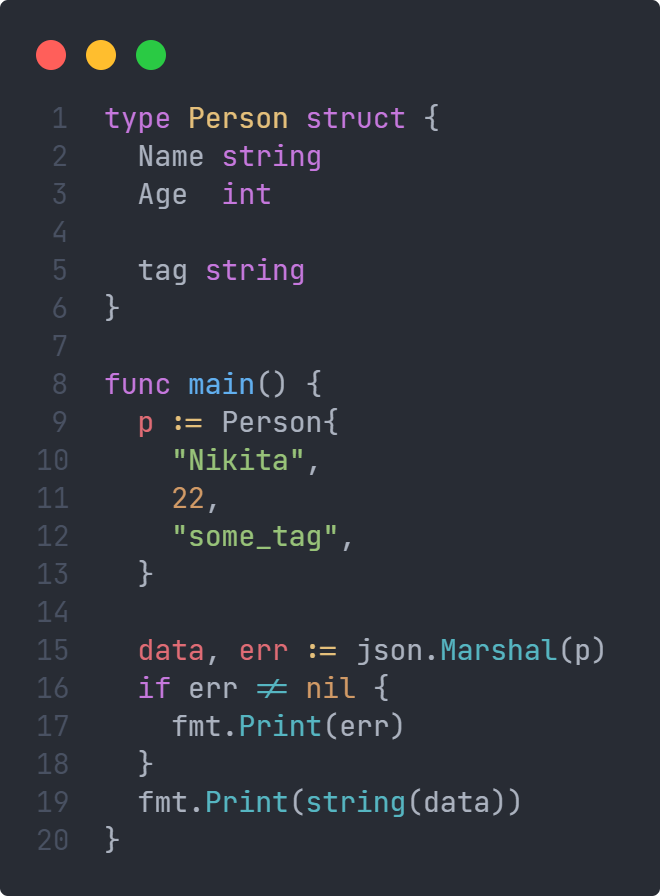 1 type Person struct {
2   Name string
3   Age  int
4
5   tag string
6 }
7
8 func main() {
9   p := Person{
10     "Nikita",
11     22,
12     "some_tag",
13   }
14
15   data, err := json.Marshal(p)
16   if err != nil {
17     fmt.Print(err)
18   }
19   fmt.Print(string(data))
20 }